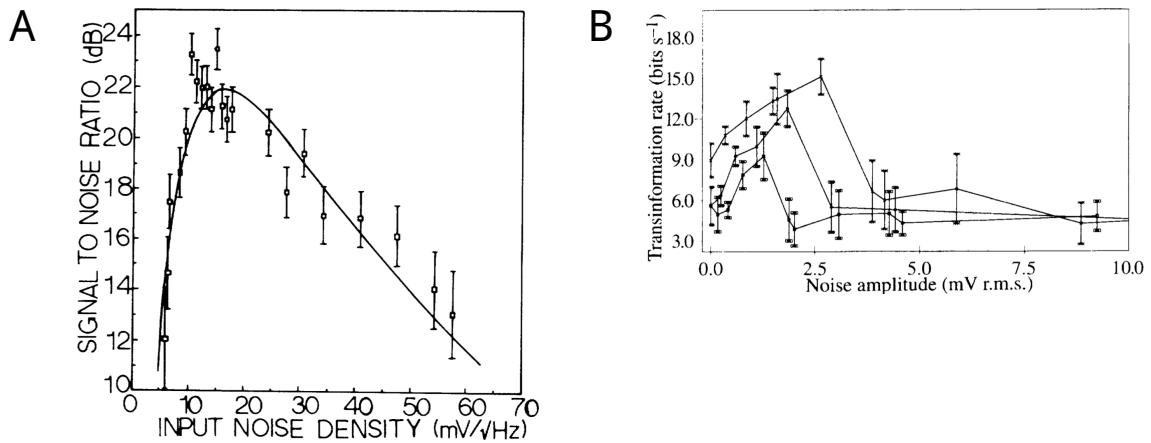 A
SIGNAL TO NOISE RATIO (dB)
24
22
20
18
16
14
12
10
0 10 20 30 40 50 60 70
INPUT NOISE DENSITY (mV/√Hz)
B
Transinformation rate (bits s⁻¹)
18.0
15.0
12.0
9.0
6.0
3.0
0.0 2.5 5.0 7.5 10.0
Noise amplitude (mV r.m.s.)